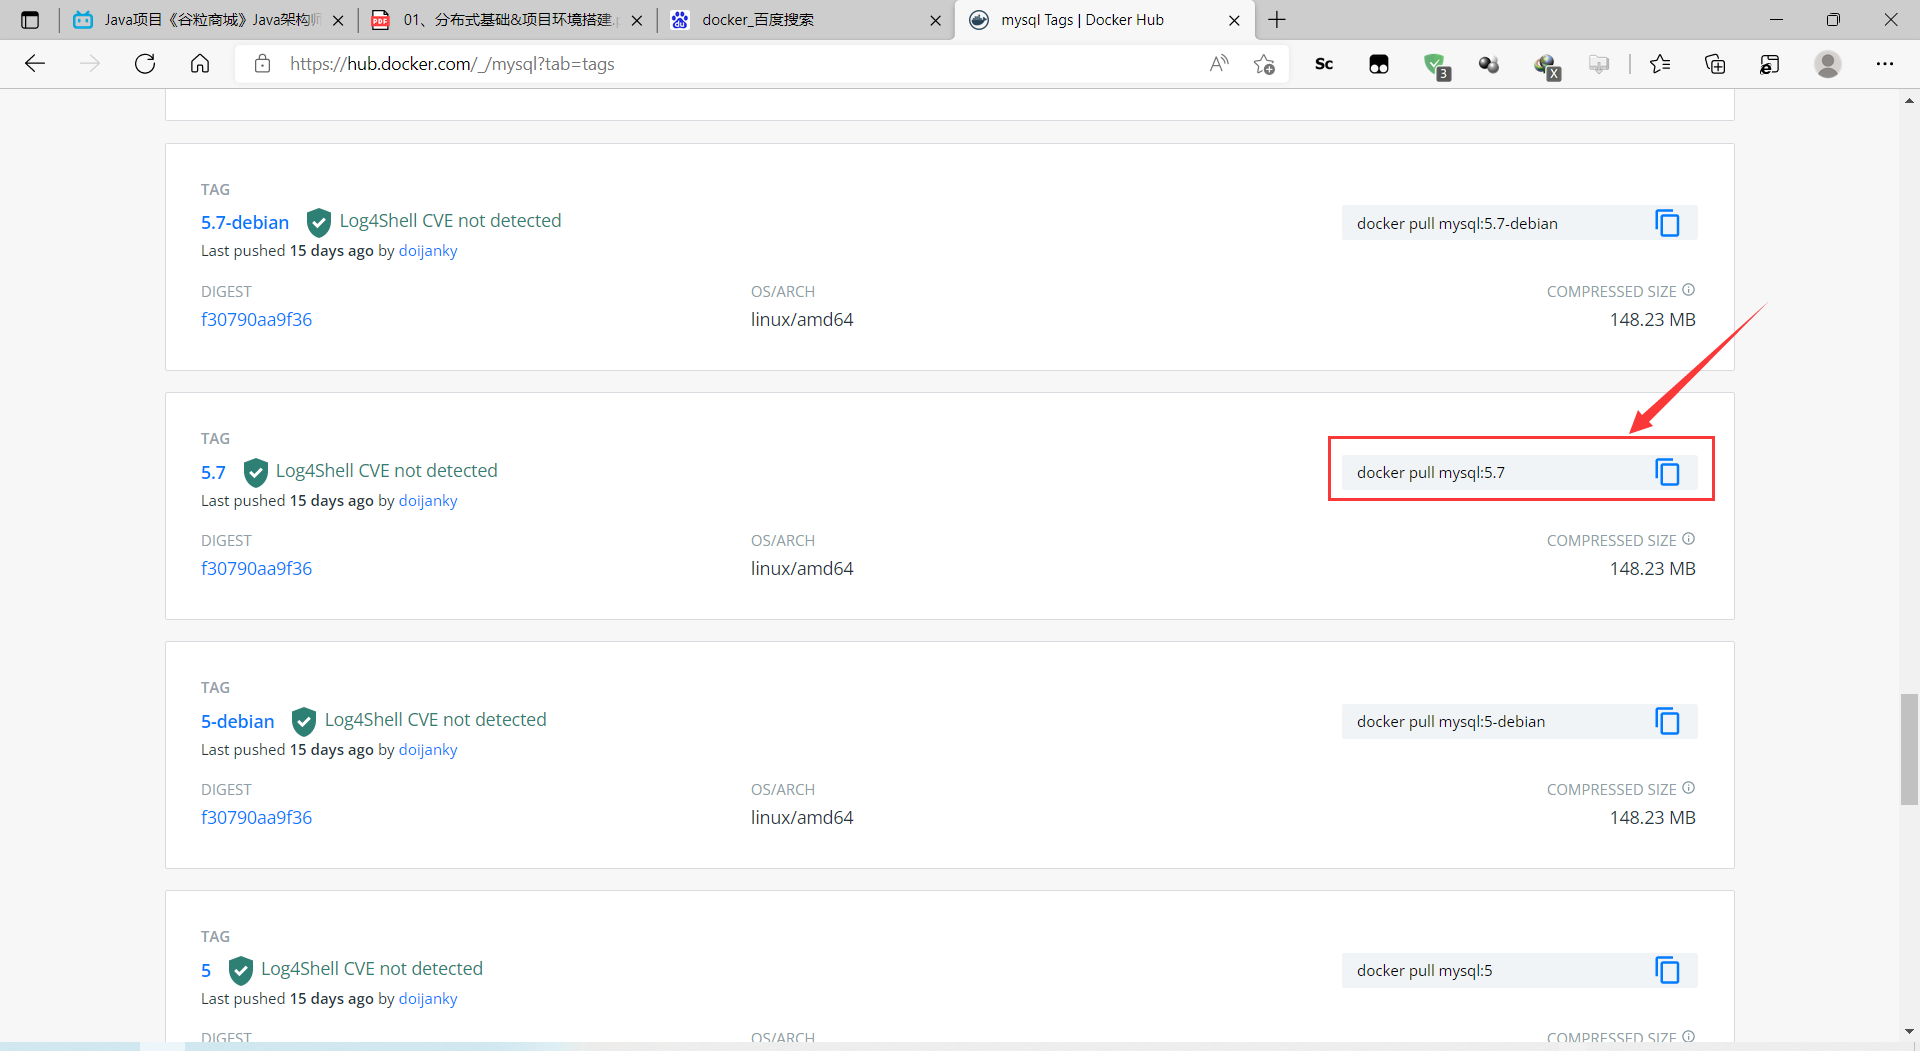 Java项目《谷粒商城》Java架构师
01、分布式基础&项目环境搭建.p
docker_百度搜索
mysql Tags | Docker Hub
https://hub.docker.com/_/mysql?tab=tags
Sc
3
X
TAG
5.7-debian
Log4Shell CVE not detected
docker pull mysql:5.7-debian
Last pushed 15 days ago by doijanky
DIGEST
OS/ARCH
COMPRESSED SIZE
f30790aa9f36
linux/amd64
148.23 MB
TAG
5.7
Log4Shell CVE not detected
docker pull mysql:5.7
Last pushed 15 days ago by doijanky
DIGEST
OS/ARCH
COMPRESSED SIZE
f30790aa9f36
linux/amd64
148.23 MB
TAG
5-debian
Log4Shell CVE not detected
docker pull mysql:5-debian
Last pushed 15 days ago by doijanky
DIGEST
OS/ARCH
COMPRESSED SIZE
f30790aa9f36
linux/amd64
148.23 MB
TAG
5
Log4Shell CVE not detected
docker pull mysql:5
Last pushed 15 days ago by doijanky
DIGEST
OS/ARCH
COMPRESSED SIZE